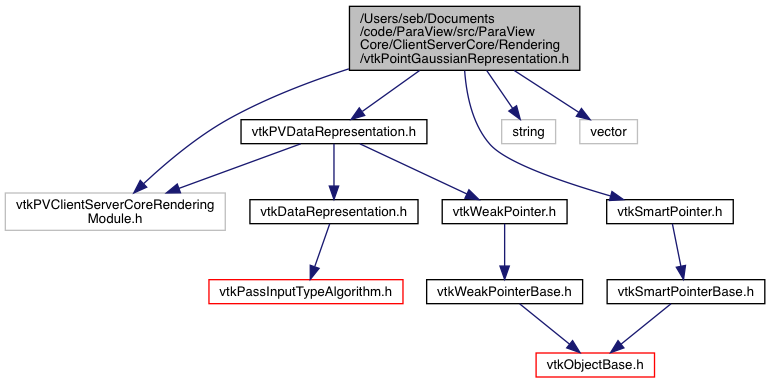 /Users/seb/Documents
/code/ParaView/src/ParaView
Core/ClientServerCore/Rendering
/vtkPointGaussianRepresentation.h
vtkPVDataRepresentation.h
string
vector
vtkPVClientServerCoreRendering
Module.h
vtkDataRepresentation.h
vtkWeakPointer.h
vtkSmartPointer.h
vtkPassInputTypeAlgorithm.h
vtkWeakPointerBase.h
vtkSmartPointerBase.h
vtkObjectBase.h